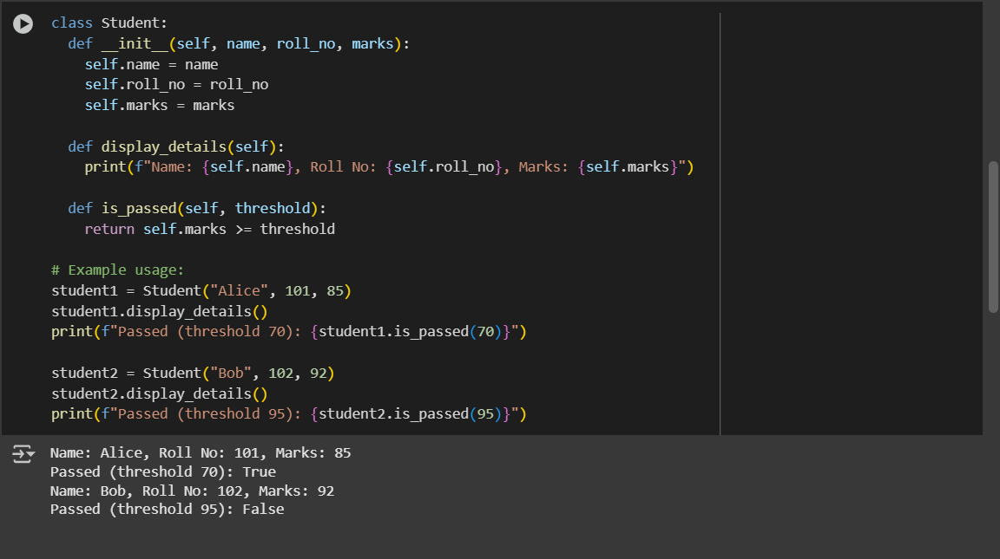 class Student:
  def __init__(self, name, roll_no, marks):
    self.name = name
    self.roll_no = roll_no
    self.marks = marks

  def display_details(self):
    print(f"Name: {self.name}, Roll No: {self.roll_no}, Marks: {self.marks}")

  def is_passed(self, threshold):
    return self.marks >= threshold

# Example usage:
student1 = Student("Alice", 101, 85)
student1.display_details()
print(f"Passed (threshold 70): {student1.is_passed(70)}")

student2 = Student("Bob", 102, 92)
student2.display_details()
print(f"Passed (threshold 95): {student2.is_passed(95)}")
Name: Alice, Roll No: 101, Marks: 85
Passed (threshold 70): True
Name: Bob, Roll No: 102, Marks: 92
Passed (threshold 95): False